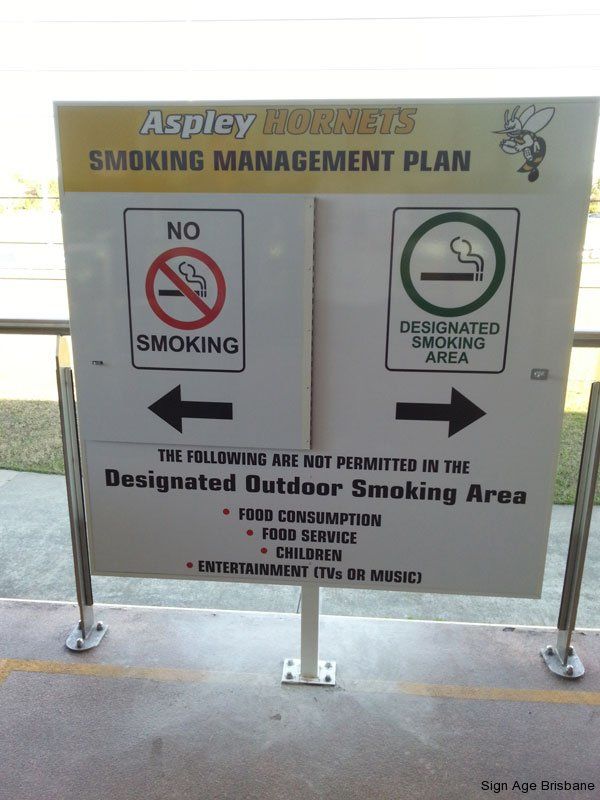 Aspley HORNETS
SMOKING MANAGEMENT PLAN
NO
SMOKING
DESIGNATED
SMOKING
AREA
THE FOLLOWING ARE NOT PERMITTED IN THE
Designated Outdoor Smoking Area
• FOOD CONSUMPTION
• FOOD SERVICE
• CHILDREN
• ENTERTAINMENT (TVs OR MUSIC)
Sign Age Brisbane